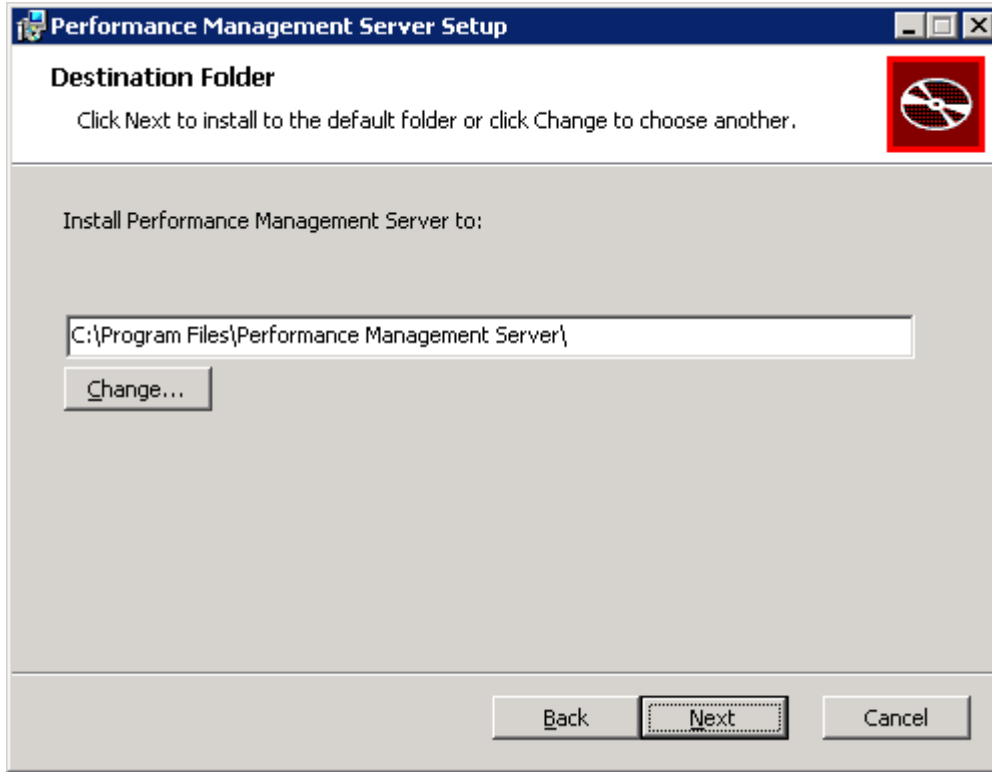 Performance Management Server Setup
Destination Folder
Click Next to install to the default folder or click Change to choose another.
Install Performance Management Server to:
C:\Program Files\Performance Management Server\
Change...
Back Next Cancel